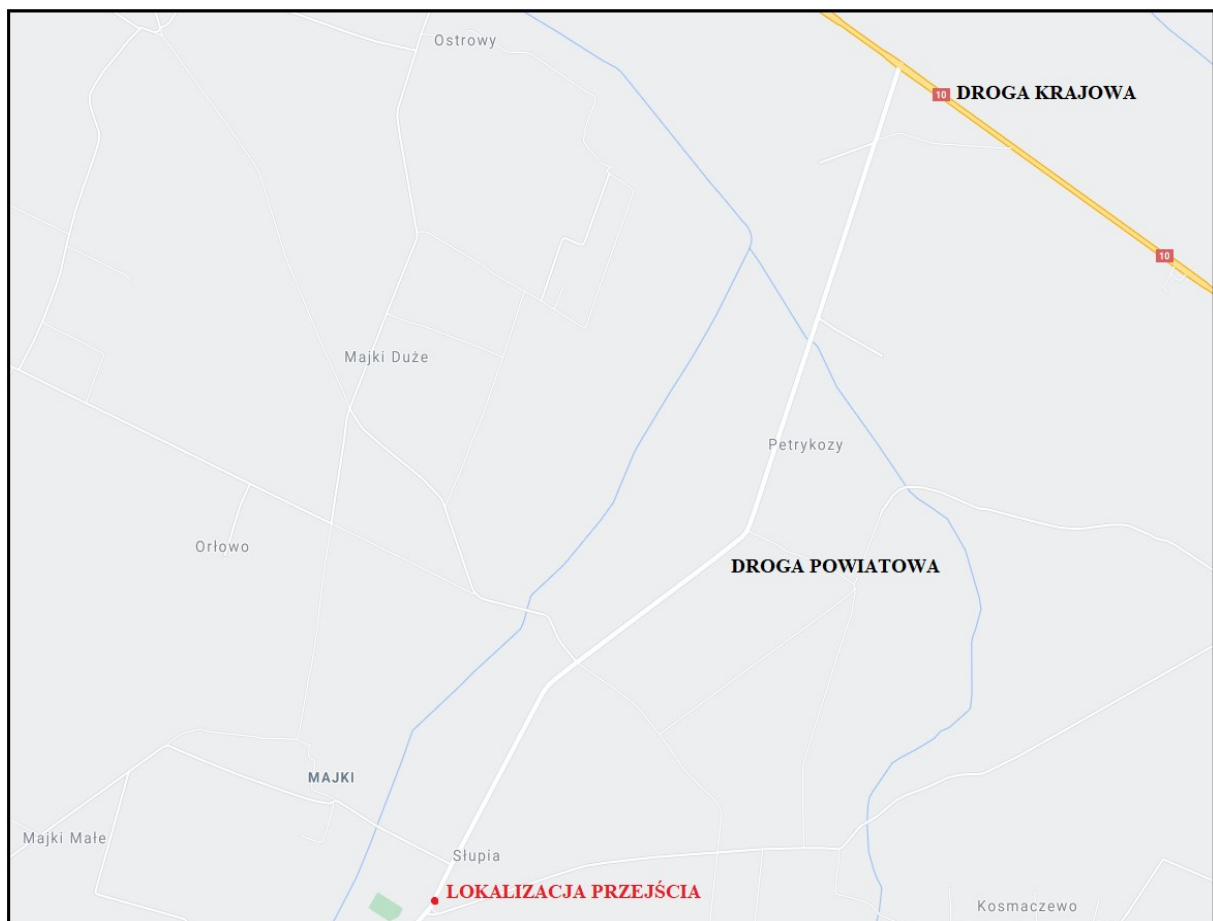 Ostrowy
10 DROGA KRAJOWA
10
Majki Duże
Petrykozy
Orłowo
DROGA POWIATOWA
MAJKI
Majki Małe
Słupia
LOKALIZACJA PRZEJŚCIA
Kosmaczewo